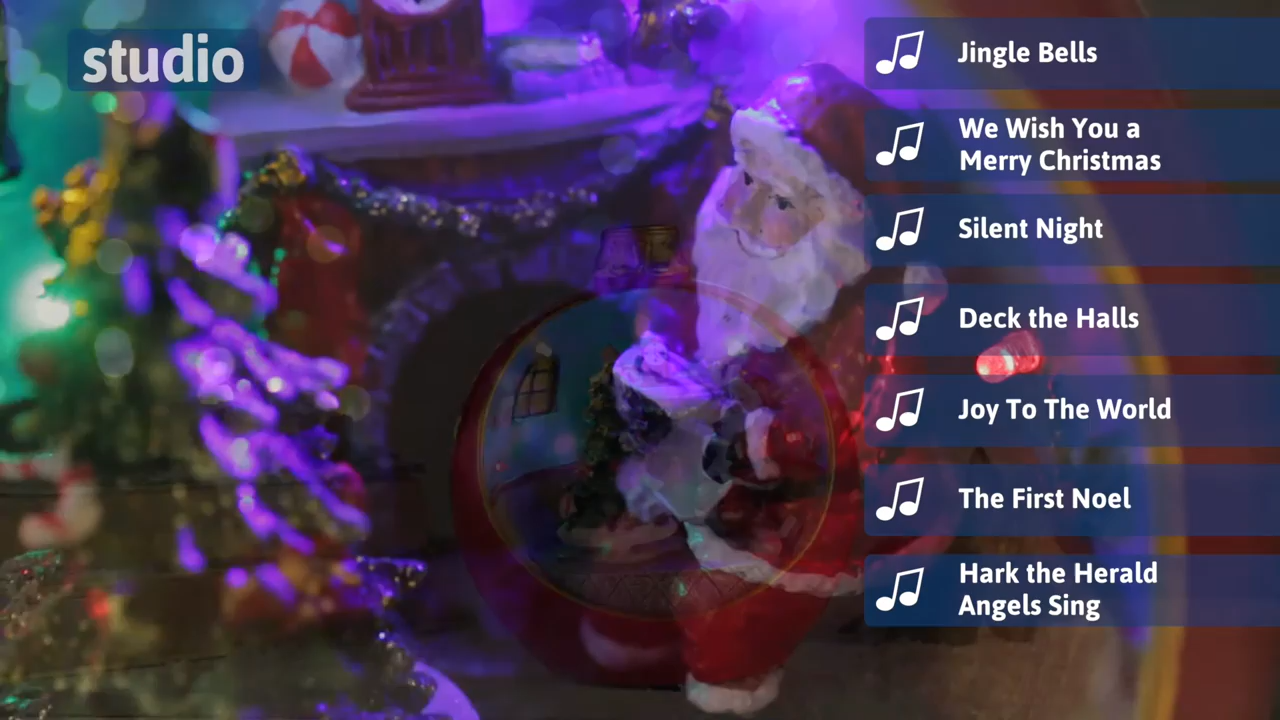 studio
Jingle Bells
We Wish You a
Merry Christmas
Silent Night
Deck the Halls
Joy To The World
The First Noel
Hark the Herald
Angels Sing